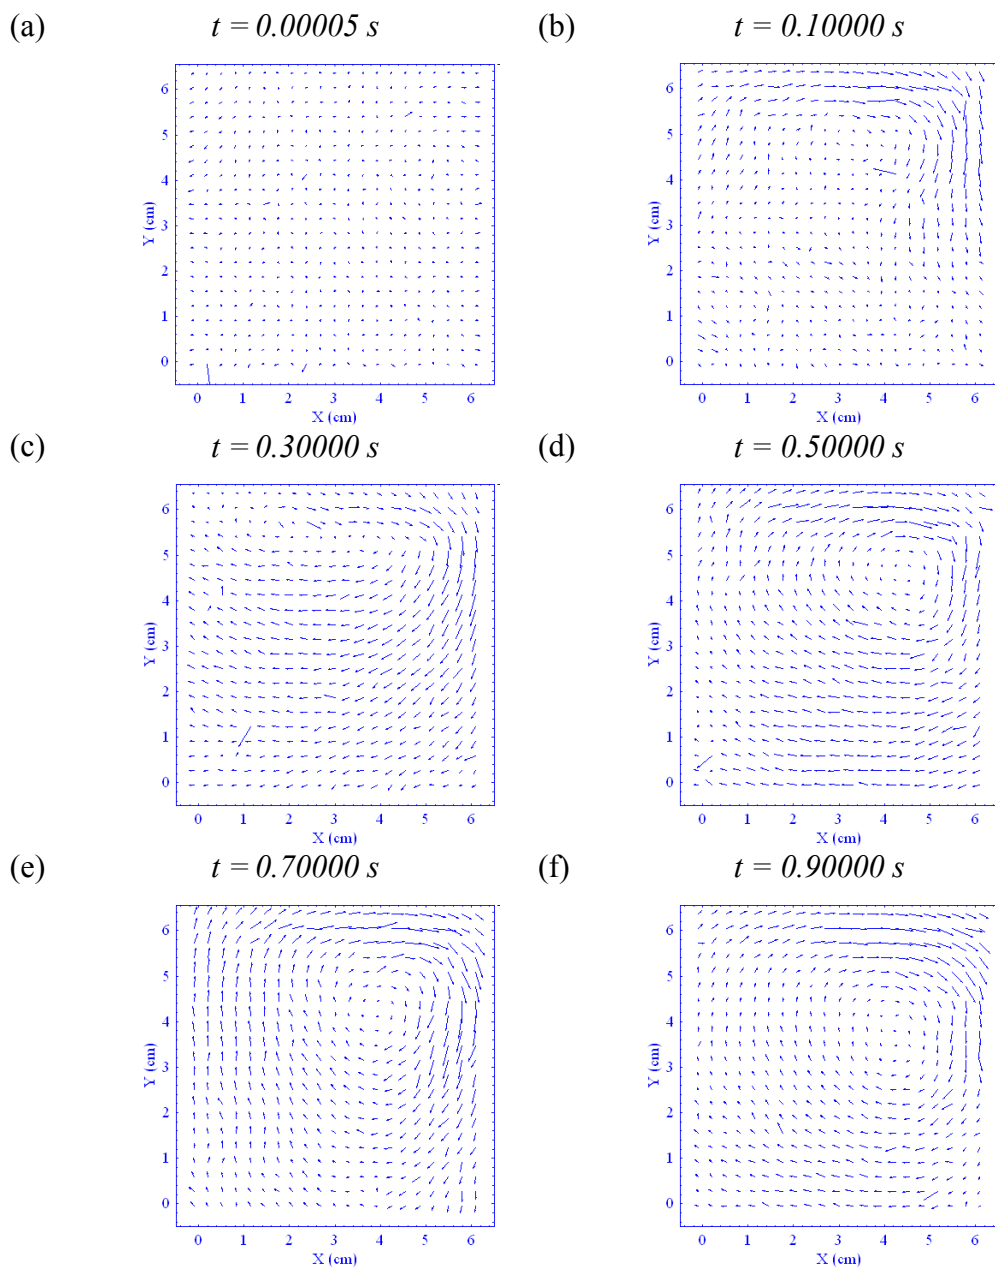 (a) t = 0.00005 s (b) t = 0.10000 s
6 6
5 5
4 4
Y (cm) Y (cm)
3 3
2 2
1 1
0 0
0 1 2 3 4 5 6 0 1 2 3 4 5 6
X (cm) X (cm)
(c) t = 0.30000 s (d) t = 0.50000 s
6 6
5 5
4 4
Y (cm) Y (cm)
3 3
2 2
1 1
0 0
0 1 2 3 4 5 6 0 1 2 3 4 5 6
X (cm) X (cm)
(e) t = 0.70000 s (f) t = 0.90000 s
6 6
5 5
4 4
Y (cm) Y (cm)
3 3
2 2
1 1
0 0
0 1 2 3 4 5 6 0 1 2 3 4 5 6
X (cm) X (cm)